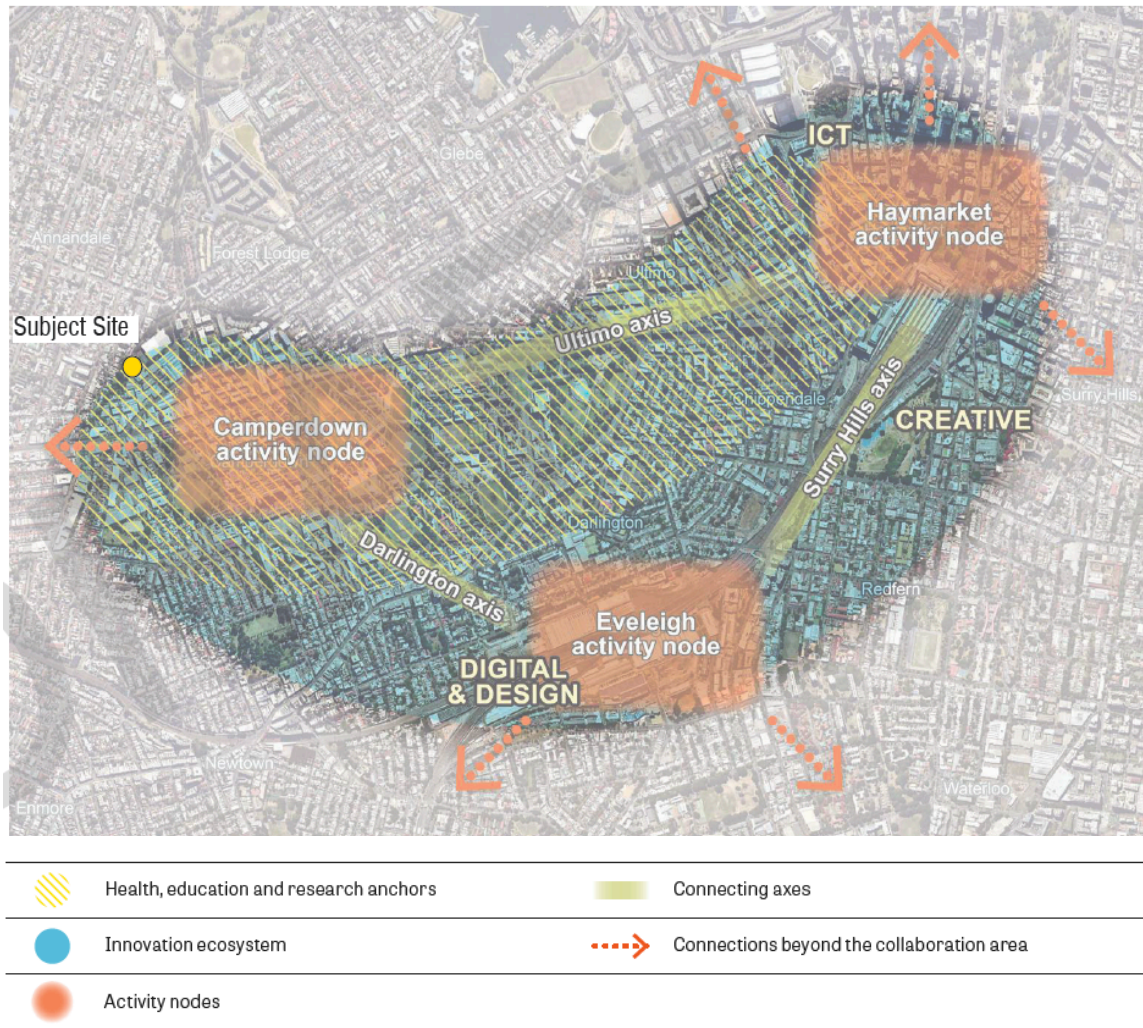 ICT
Glebe
Haymarket
activity node
Annandale
Forest Lodge
Ultimo
Subject Site
Ultimo axis
Surry Hills
Chippendale
CREATIVE
Surry Hills axis
Camperdown
activity node
Darlington
Darlington axis
Redfern
Eveleigh
activity node
DIGITAL
& DESIGN
Newtown
Waterloo
Enmore
Health, education and research anchors
Connecting axes
Innovation ecosystem
Connections beyond the collaboration area
Activity nodes